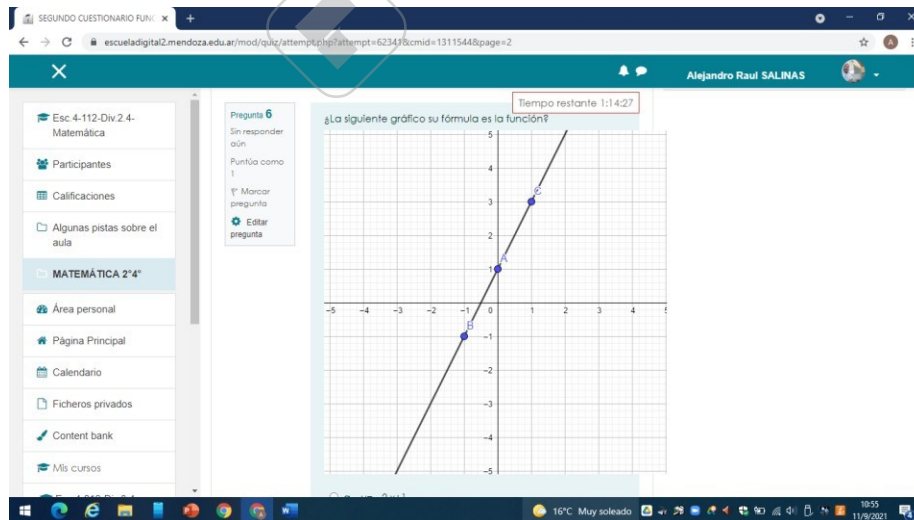 SEGUNDO CUESTIONARIO FUNC
escueladigital2.mendoza.edu.ar/mod/quiz/attempt.php?attempt=62341&cmid=1311544&page=2
Alejandro Raul SALINAS
Tiempo restante 1:14:27
Esc.4-112-Div.2.4-
Matemática
Participantes
Calificaciones
Algunas pistas sobre el
aula
MATEMÁTICA 2°4°
Área personal
Página Principal
Calendario
Ficheros privados
Content bank
Mis cursos
Pregunta 6
Sin responder
aún
Puntúa como
1
Marcar
pregunta
Editar
pregunta
¿La siguiente gráfico su fórmula es la función?
5
4
C
3
2
A
1
-5 -4 -3 -2 -1 0 1 2 3 4 5
B
-1
-2
-3
-4
-5
16°C Muy soleado
10:55
11/9/2021